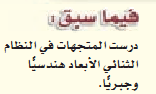 فيما سبق:
درست المتجهات في النظام
الثنائي الأبعاد هندسيًّا
وجبريًّا.